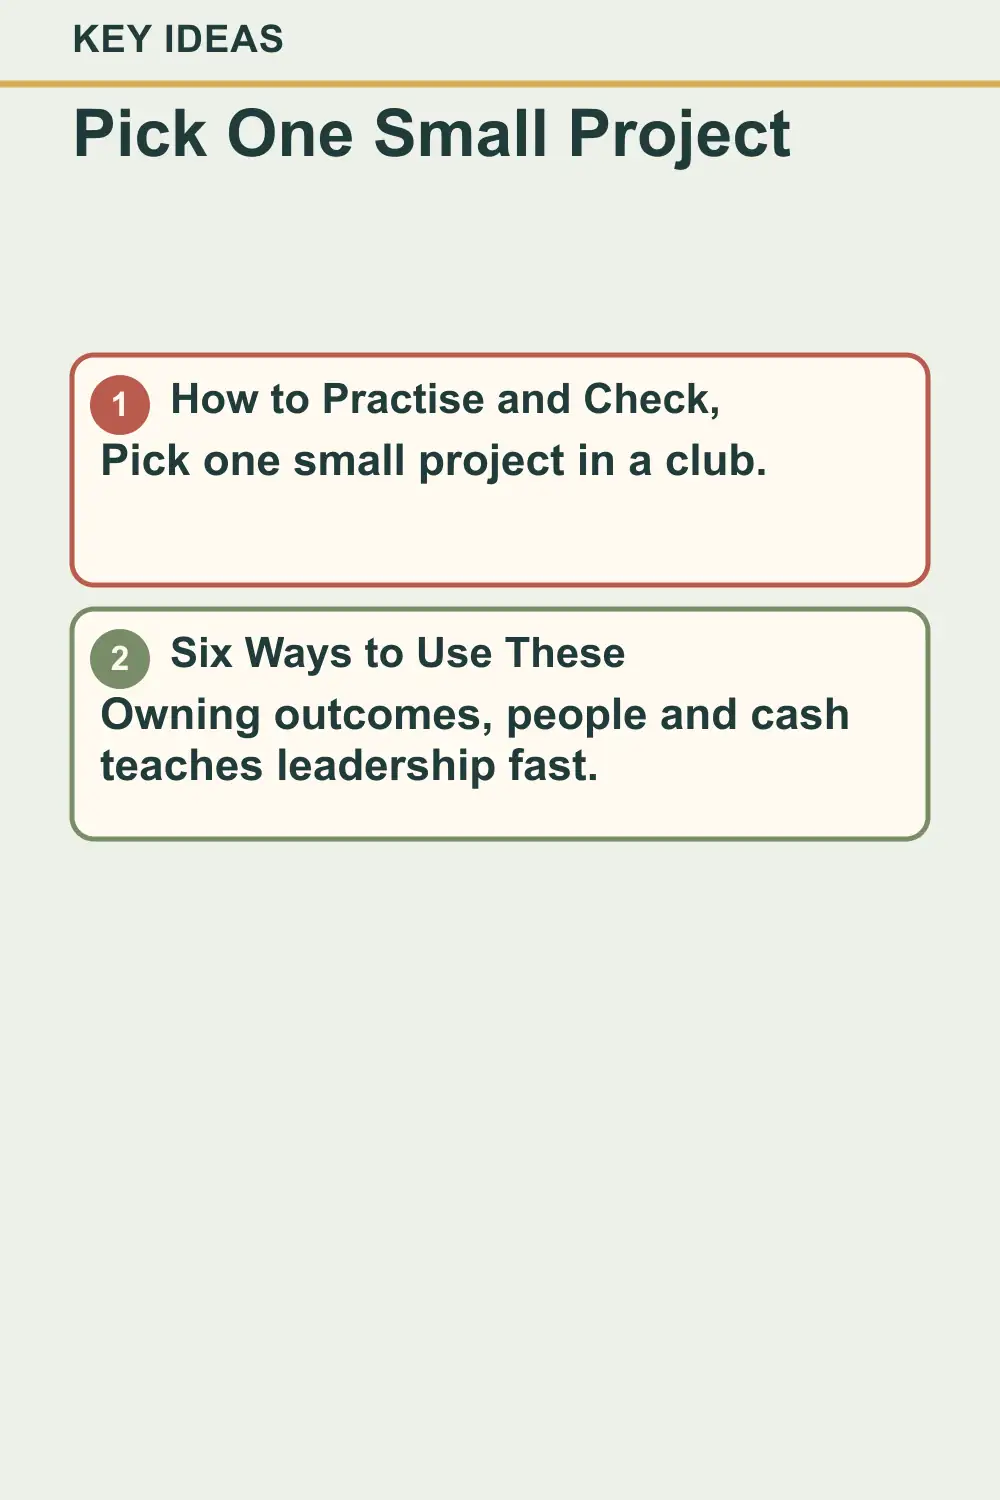 KEY IDEAS
Pick One Small Project
1 How to Practise and Check,
Pick one small project in a club.
2 Six Ways to Use These
Owning outcomes, people and cash
teaches leadership fast.